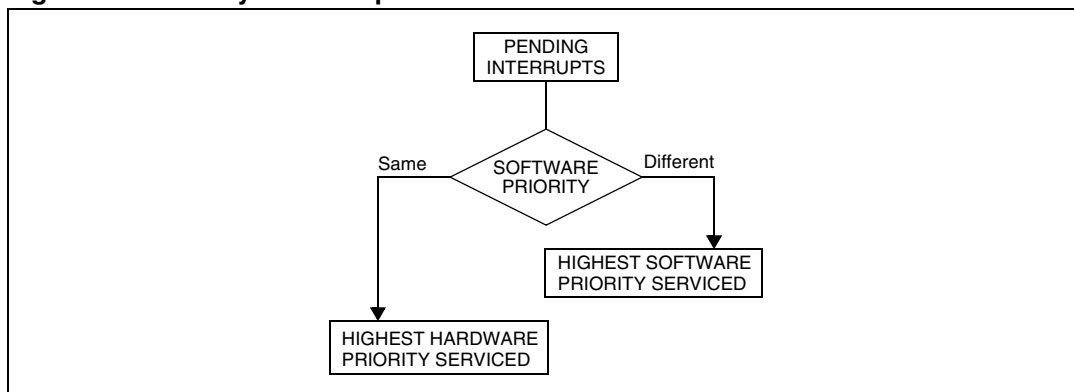 PENDING
INTERRUPTS
Same
SOFTWARE
PRIORITY
Different
HIGHEST SOFTWARE
PRIORITY SERVICED
HIGHEST HARDWARE
PRIORITY SERVICED